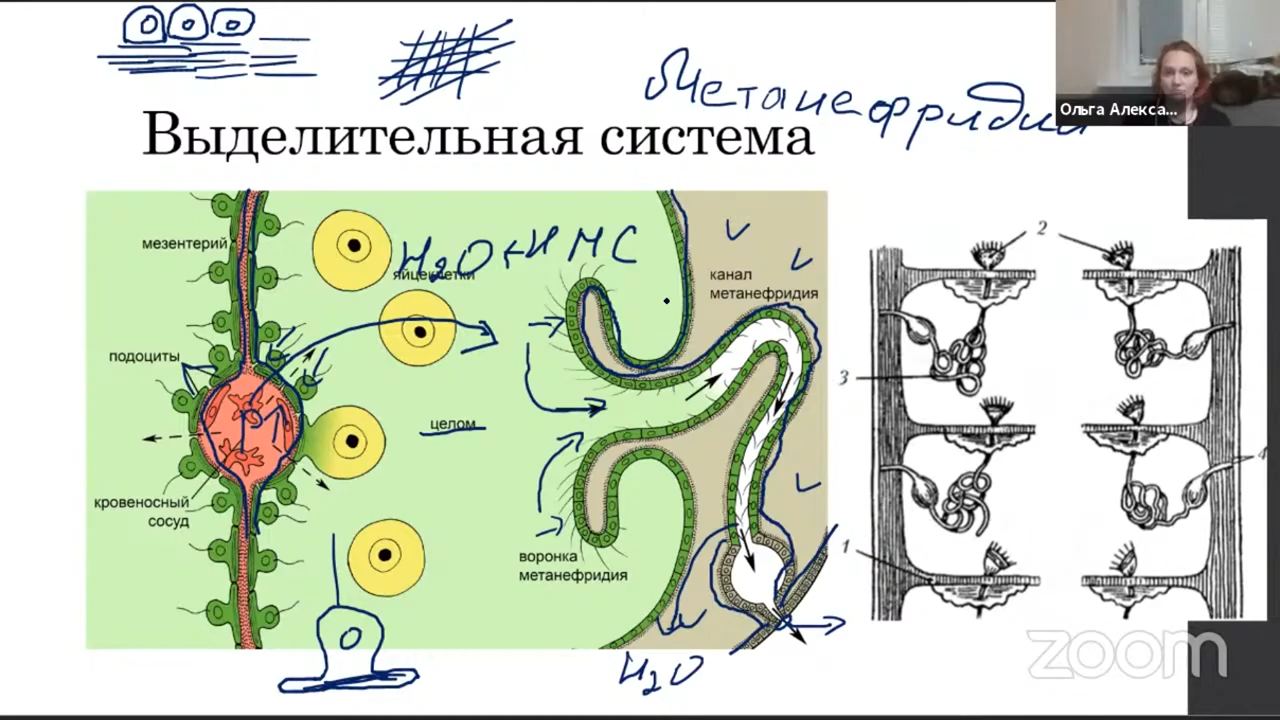 Метанефридии
Ольга Алекса...
Выделительная система
мезентерий
H₂O + НМС
яйцеклетки
канал
метанефридия
подоциты
целом
кровеносный
сосуд
воронка
метанефридия
H₂O
2
3
4
1
zoom